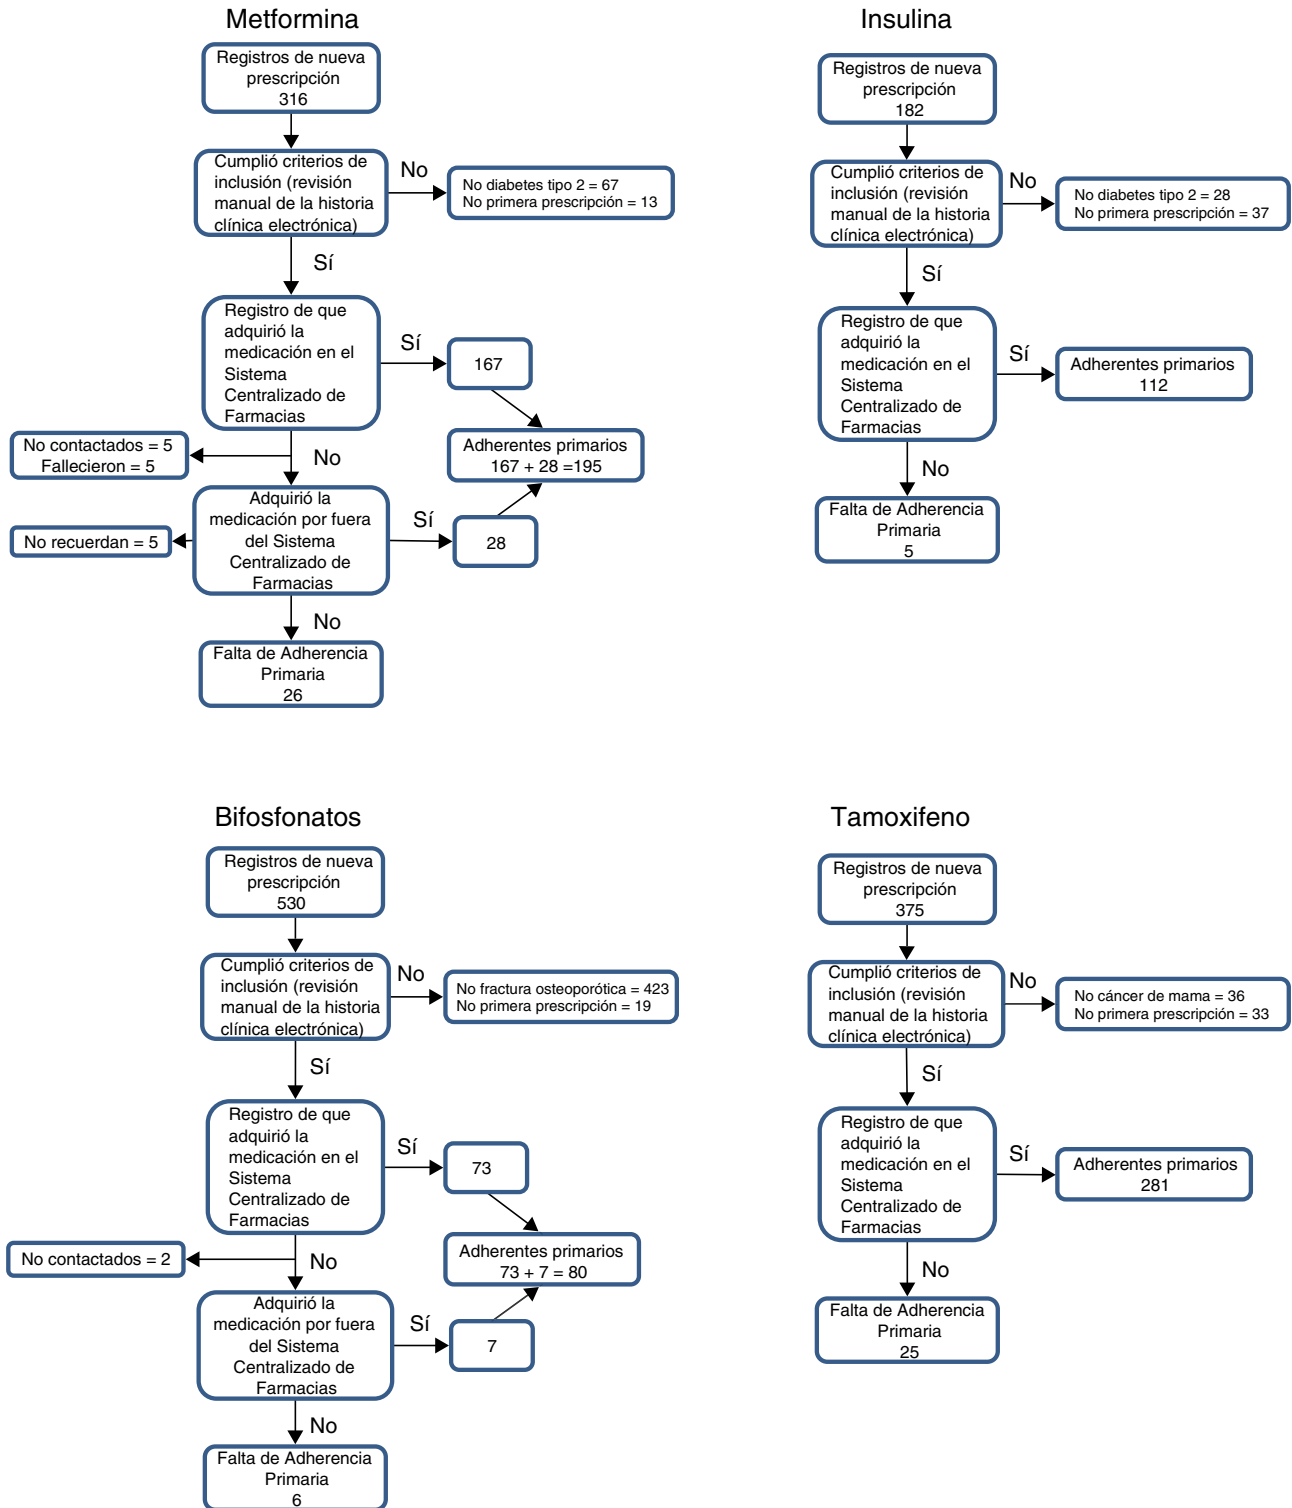 Metformina
Registros de nueva
prescripción
316
Cumplió criterios de
inclusión (revisión
manual de la historia
clínica electrónica)
No
No diabetes tipo 2 = 67
No primera prescripción = 13
Sí
Registro de que
adquirió la
medicación en el
Sistema
Centralizado de
Farmacias
Sí
167
No contactados = 5
Fallecieron = 5
No
Adherentes primarios
167 + 28 =195
Adquirió la
medicación por fuera
del Sistema
Centralizado de
Farmacias
Sí
28
No recuerdan = 5
No
Falta de Adherencia
Primaria
26
Insulina
Registros de nueva
prescripción
182
Cumplió criterios de
inclusión (revisión
manual de la historia
clínica electrónica)
No
No diabetes tipo 2 = 28
No primera prescripción = 37
Sí
Registro de que
adquirió la
medicación en el
Sistema
Centralizado de
Farmacias
Sí
Adherentes primarios
112
No
Falta de Adherencia
Primaria
5
Bifosfonatos
Registros de nueva
prescripción
530
Cumplió criterios de
inclusión (revisión
manual de la historia
clínica electrónica)
No
No fractura osteoporótica = 423
No primera prescripción = 19
Sí
Registro de que
adquirió la
medicación en el
Sistema
Centralizado de
Farmacias
Sí
73
No contactados = 2
No
Adherentes primarios
73 + 7 = 80
Adquirió la
medicación por fuera
del Sistema
Centralizado de
Farmacias
Sí
7
No
Falta de Adherencia
Primaria
6
Tamoxifeno
Registros de nueva
prescripción
375
Cumplió criterios de
inclusión (revisión
manual de la historia
clínica electrónica)
No
No cáncer de mama = 36
No primera prescripción = 33
Sí
Registro de que
adquirió la
medicación en el
Sistema
Centralizado de
Farmacias
Sí
Adherentes primarios
281
No
Falta de Adherencia
Primaria
25